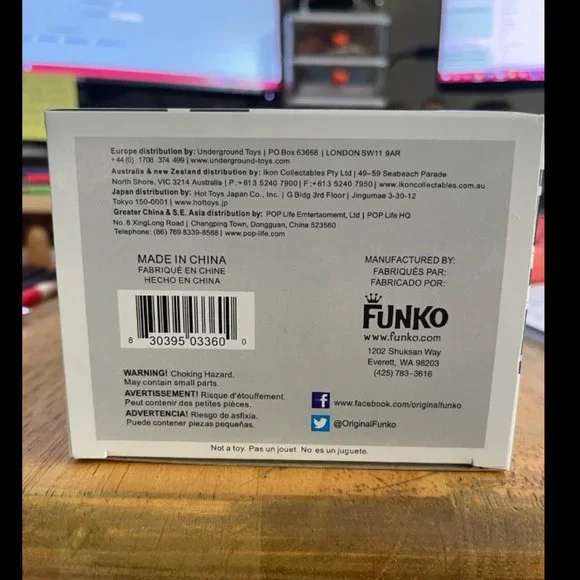 Europe distribution by: Underground Toys | PO Box 63666 | LONDON SW11 9AR
+44(0) 1708 374 499 | www.underground-toys.com
Australia & new Zealand distribution by: Ikon Collectables Pty Ltd | 49–59 Seabeach Parade
North Shore, VIC 3214 Australia | P:+613 5240 7900 | F:+613 5240 7950 | www.ikoncollectables.com.au
Japan distribution by: Hot Toys Japan Co., Inc. | G Bidg 3rd Floor | Jingumae 3-30-12
Tokyo 150-0001 | www.hottoys.jp
Greater China & S.E. Asia distribution by: POP Life Emtertaomemt, Ltd | POP Life HQ
No. 8 XingLong Road | Changping Town, Dongguan, China 523560
Telephone: (86) 769 8339-8588 | www.pop-life.com
MADE IN CHINA
FABRIQUÉ EN CHINE
HECHO EN CHINA
8 30395 03360 0
WARNING! Choking Hazard.
May contain small parts.
AVERTISSEMENT! Risque d'étouffement.
Peut contenir des petites pièces.
ADVERTENCIA! Riesgo de asfixia.
Puede contener piezas pequeñas.
MANUFACTURED BY:
FABRIQUÉS PAR:
FABRICADO POR:
FUNKO
www.funko.com
1202 Shuksan Way
Everett, WA 98203
(425) 783--3616
f www.facebook.com/originalfunko
@OriginalFunko
Not a toy. Pas un jouet. No es un juguete.